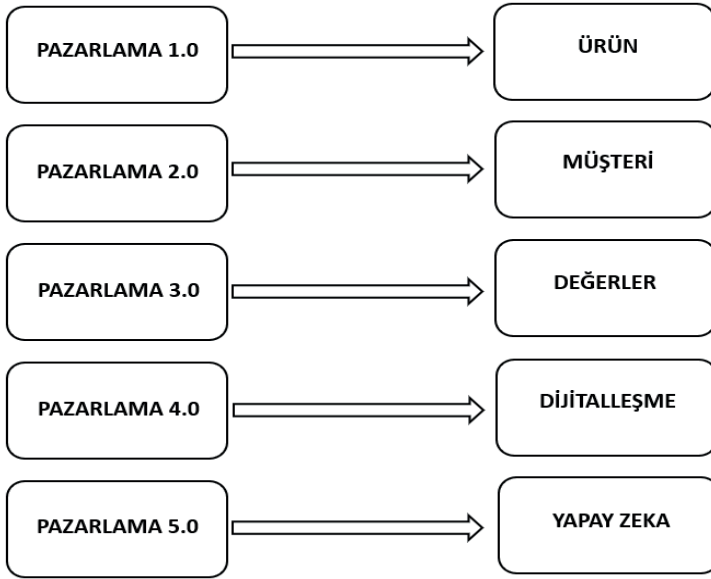 PAZARLAMA 1.0
ÜRÜN
PAZARLAMA 2.0
MÜŞTERİ
PAZARLAMA 3.0
DEĞERLER
PAZARLAMA 4.0
DİJİTALLEŞME
PAZARLAMA 5.0
YAPAY ZEKA